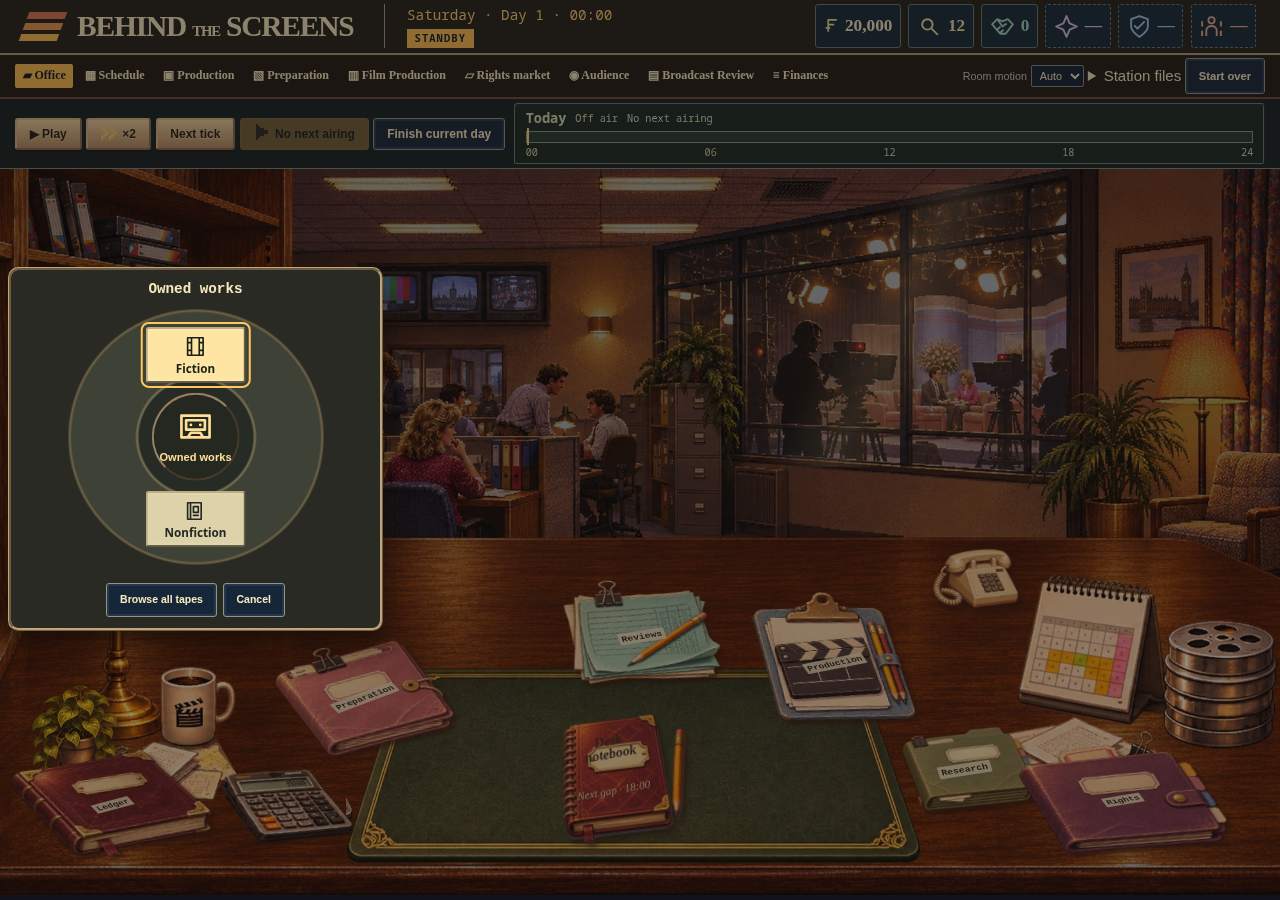 BEHIND THE SCREENS
Saturday · Day 1 · 00:00
STANDBY
20,000
12
0
—
—
—
Office
Schedule
Production
Preparation
Film Production
Rights market
Audience
Broadcast Review
Finances
Room motion
Auto
Station files
Start over
Play
×2
Next tick
No next airing
Finish current day
Today
Off air
No next airing
00
06
12
18
24
Owned works
Fiction
Owned works
Nonfiction
Browse all tapes
Cancel
Reviews
Production
Preparation
notebook
Next gap · 18:00
Ledger
Research
Rights